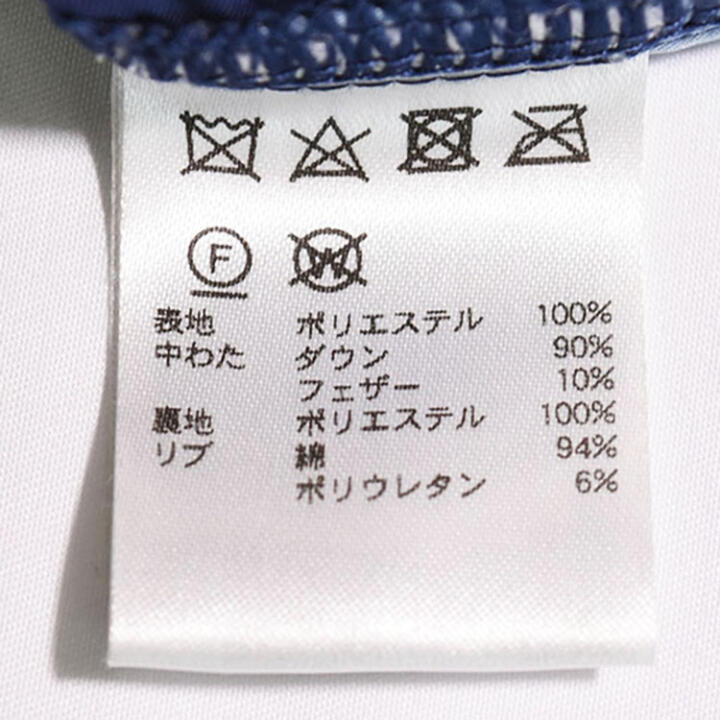 F W
表地 ポリエステル 100%
中わた ダウン 90%
フェザー 10%
裏地 ポリエステル 100%
リブ 綿 94%
ポリウレタン 6%